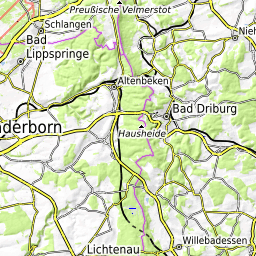 Preußische Velmerstot
Schlangen
Bad
Lippspringe
Nieh
Altenbeken
Bad Driburg
derborn
Hausheide
Willebadessen
Lichtenau